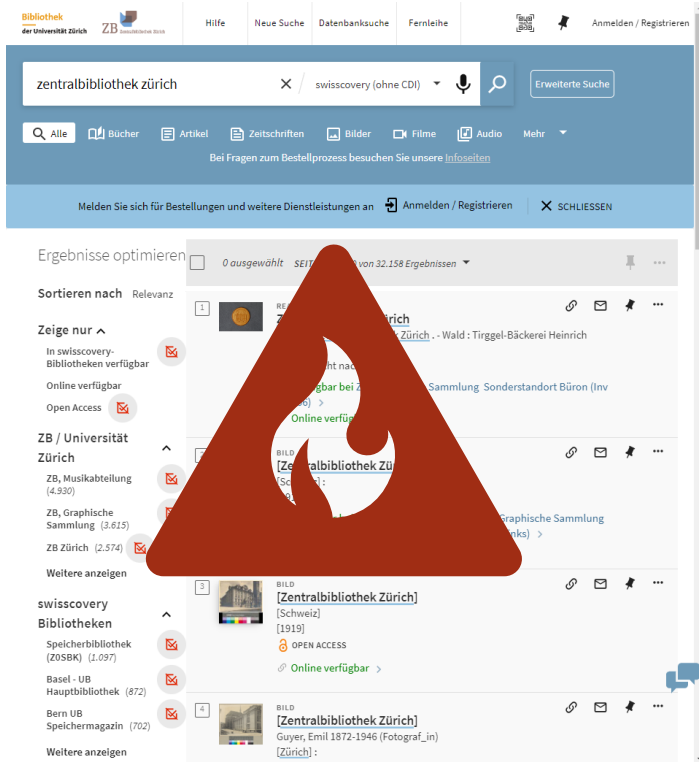 Bibliothek
der Universität Zürich
ZB Zentralbibliothek Zürich
Hilfe
Neue Suche
Datenbanksuche
Fernleihe
Anmelden / Registrieren
zentralbibliothek zürich
swisscovery (ohne CDI)
Erweiterte Suche
Alle
Bücher
Artikel
Zeitschriften
Bilder
Filme
Audio
Mehr
Bei Fragen zum Bestellprozess besuchen Sie unsere Infoseiten
Melden Sie sich für Bestellungen und weitere Dienstleistungen an
Anmelden / Registrieren
SCHLIESSEN
Ergebnisse optimieren
Sortieren nach Relevanz
Zeige nur
In swisscovery-
Bibliotheken verfügbar
Online verfügbar
Open Access
ZB / Universität
Zürich
ZB, Musikabteilung
(4.930)
ZB, Graphische
Sammlung (3.615)
ZB Zürich (2.574)
Weitere anzeigen
swisscovery
Bibliotheken
Speicherbibliothek
(Z0SBK) (1.097)
Basel - UB
Hauptbibliothek (872)
Bern UB
Speichermagazin (702)
Weitere anzeigen
0 ausgewählt
von 32.158 Ergebnissen
1
Zürich . - Wald : Tirggel-Bäckerei Heinrich
bei
Sammlung Sonderstandort Büron (Inv
Online
BILD
Graphische Sammlung
3
BILD
[Zentralbibliothek Zürich]
[Schweiz]
[1919]
OPEN ACCESS
Online verfügbar
4
BILD
[Zentralbibliothek Zürich]
Guyer, Emil 1872-1946 (Fotograf_in)
[Zürich] :